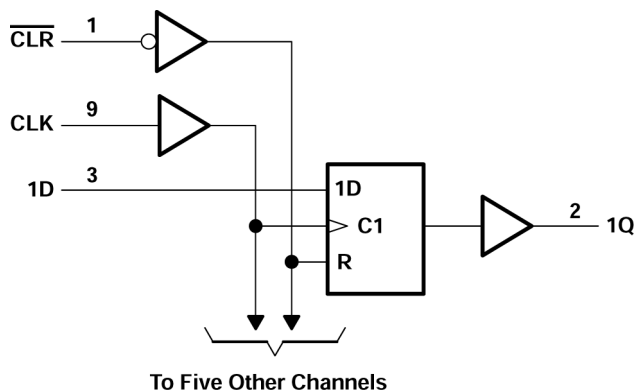 CLR 1
CLK 9
1D 3
1D
C1
R
2 1Q
To Five Other Channels